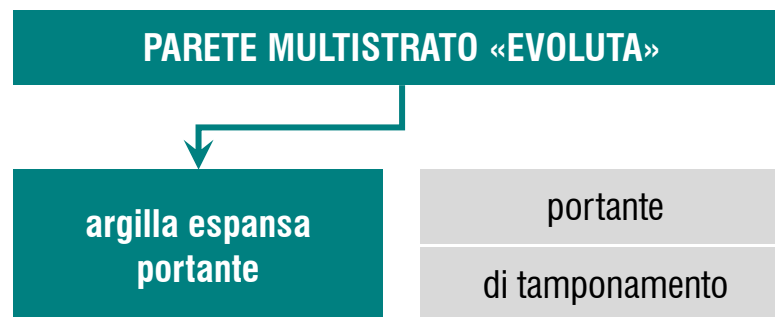 PARETE MULTISTRATO «EVOLUTA»
argilla espansa
portante
portante
di tamponamento